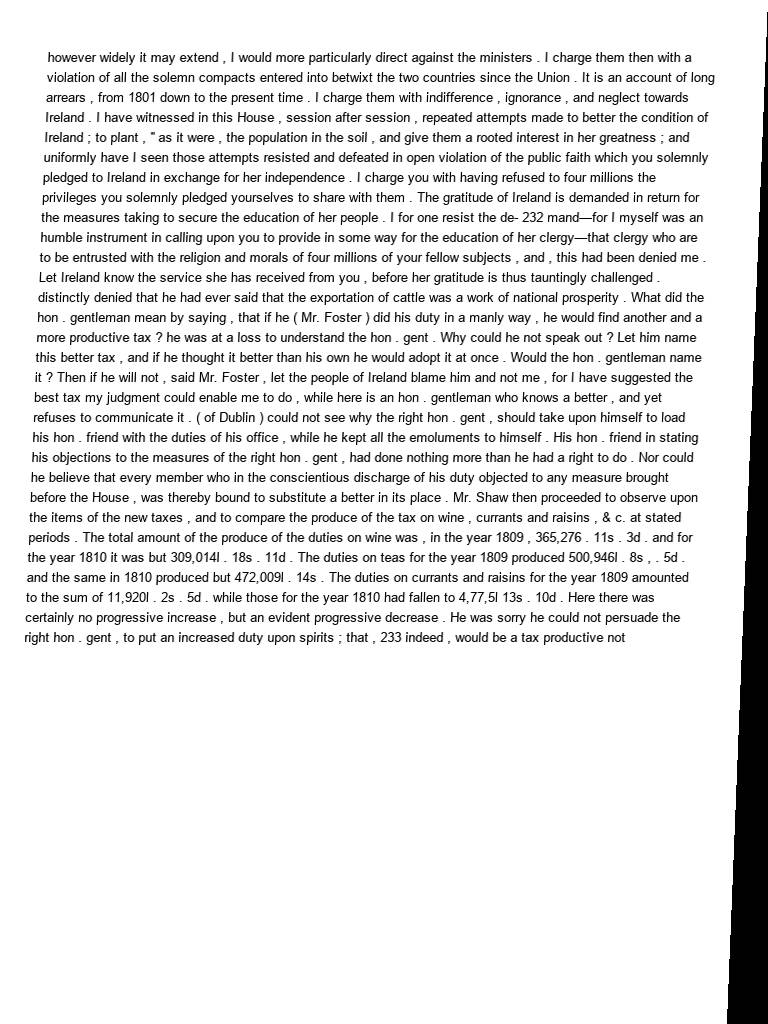 however widely it may extend , I would more particularly direct against the ministers . I charge them then with a
violation of all the solemn compacts entered into betwixt the two countries since the Union . It is an account of long
arrears , from 1801 down to the present time . I charge them with indifference , ignorance , and neglect towards
Ireland . I have witnessed in this House , session after session , repeated attempts made to better the condition of
Ireland ; to plant , " as it were , the population in the soil , and give them a rooted interest in her greatness ; and
uniformly have I seen those attempts resisted and defeated in open violation of the public faith which you solemnly
pledged to Ireland in exchange for her independence . I charge you with having refused to four millions the
privileges you solemnly pledged yourselves to share with them . The gratitude of Ireland is demanded in return for
the measures taking to secure the education of her people . I for one resist the de- 232 mand—for I myself was an
humble instrument in calling upon you to provide in some way for the education of her clergy—that clergy who are
to be entrusted with the religion and morals of four millions of your fellow subjects , and , this had been denied me .
Let Ireland know the service she has received from you , before her gratitude is thus tauntingly challenged .
distinctly denied that he had ever said that the exportation of cattle was a work of national prosperity . What did the
hon . gentleman mean by saying , that if he ( Mr. Foster ) did his duty in a manly way , he would find another and a
more productive tax ? he was at a loss to understand the hon . gent . Why could he not speak out ? Let him name
this better tax , and if he thought it better than his own he would adopt it at once . Would the hon . gentleman name
it ? Then if he will not , said Mr. Foster , let the people of Ireland blame him and not me , for I have suggested the
best tax my judgment could enable me to do , while here is an hon . gentleman who knows a better , and yet
refuses to communicate it . ( of Dublin ) could not see why the right hon . gent , should take upon himself to load
his hon . friend with the duties of his office , while he kept all the emoluments to himself . His hon . friend in stating
his objections to the measures of the right hon . gent , had done nothing more than he had a right to do . Nor could
he believe that every member who in the conscientious discharge of his duty objected to any measure brought
before the House , was thereby bound to substitute a better in its place . Mr. Shaw then proceeded to observe upon
the items of the new taxes , and to compare the produce of the tax on wine , currants and raisins , & c. at stated
periods . The total amount of the produce of the duties on wine was , in the year 1809 , 365,276 . 11s . 3d . and for
the year 1810 it was but 309,014l . 18s . 11d . The duties on teas for the year 1809 produced 500,946l . 8s , . 5d .
and the same in 1810 produced but 472,009l . 14s . The duties on currants and raisins for the year 1809 amounted
to the sum of 11,920l . 2s . 5d . while those for the year 1810 had fallen to 4,77,5l 13s . 10d . Here there was
certainly no progressive increase , but an evident progressive decrease . He was sorry he could not persuade the
right hon . gent , to put an increased duty upon spirits ; that , 233 indeed , would be a tax productive not